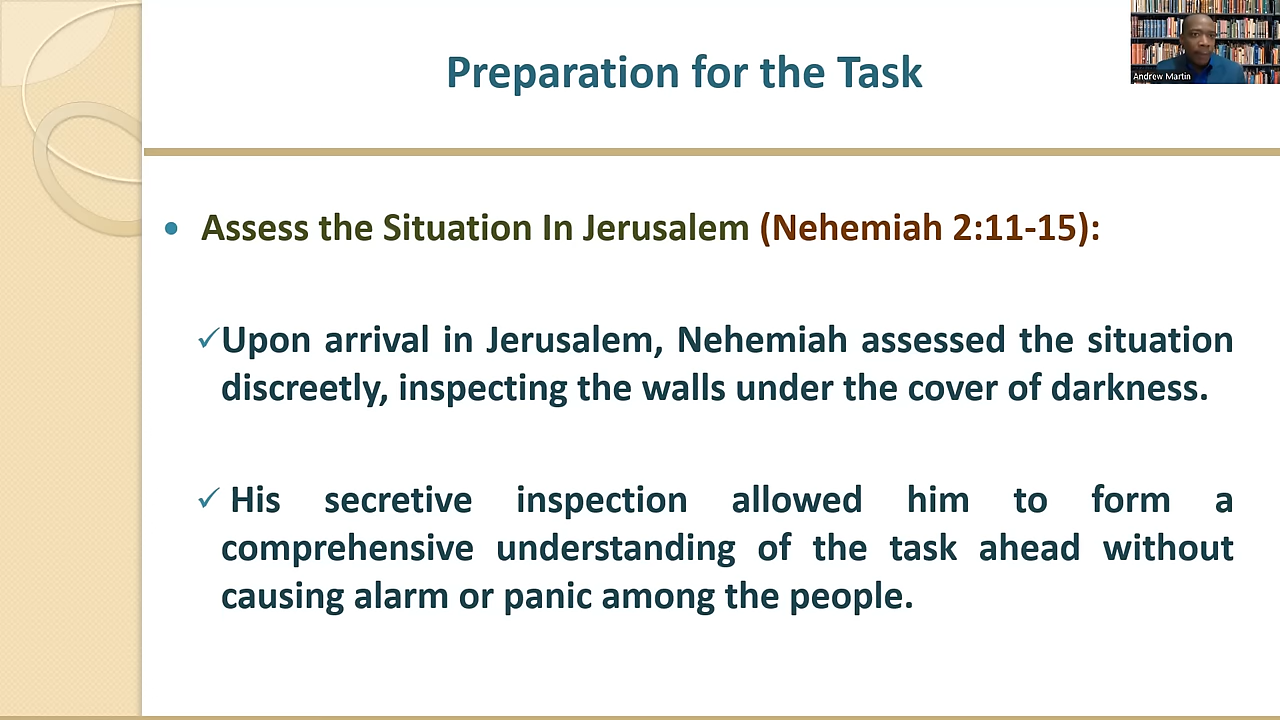 Preparation for the Task
Andrew Martin
• Assess the Situation In Jerusalem (Nehemiah 2:11-15):
✓Upon arrival in Jerusalem, Nehemiah assessed the situation
discreetly, inspecting the walls under the cover of darkness.
✓ His secretive inspection allowed him to form a
comprehensive understanding of the task ahead without
causing alarm or panic among the people.